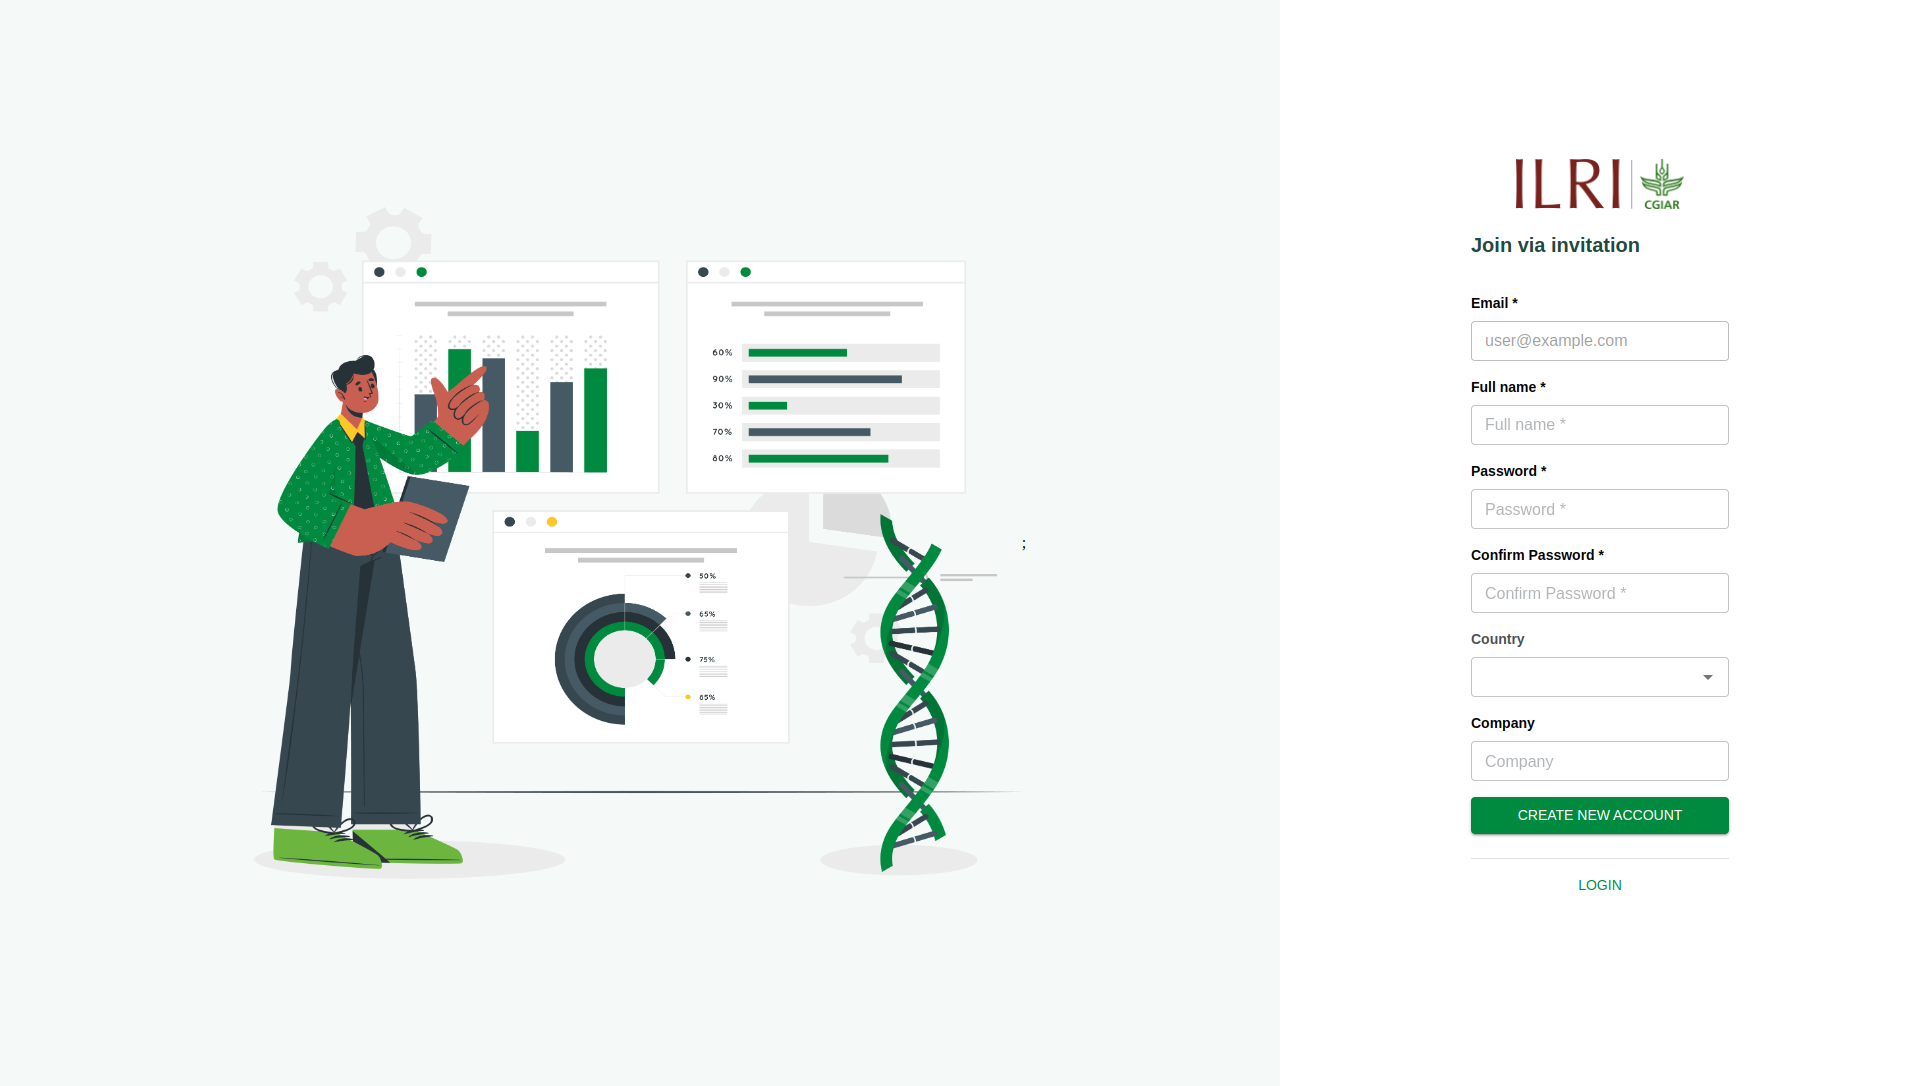 60%
90%
30%
70%
80%
50%
65%
75%
85%
;
ILRI
CGIAR
Join via invitation
Email *
user@example.com
Full name *
Full name *
Password *
Password *
Confirm Password *
Confirm Password *
Country
Company
Company
CREATE NEW ACCOUNT
LOGIN